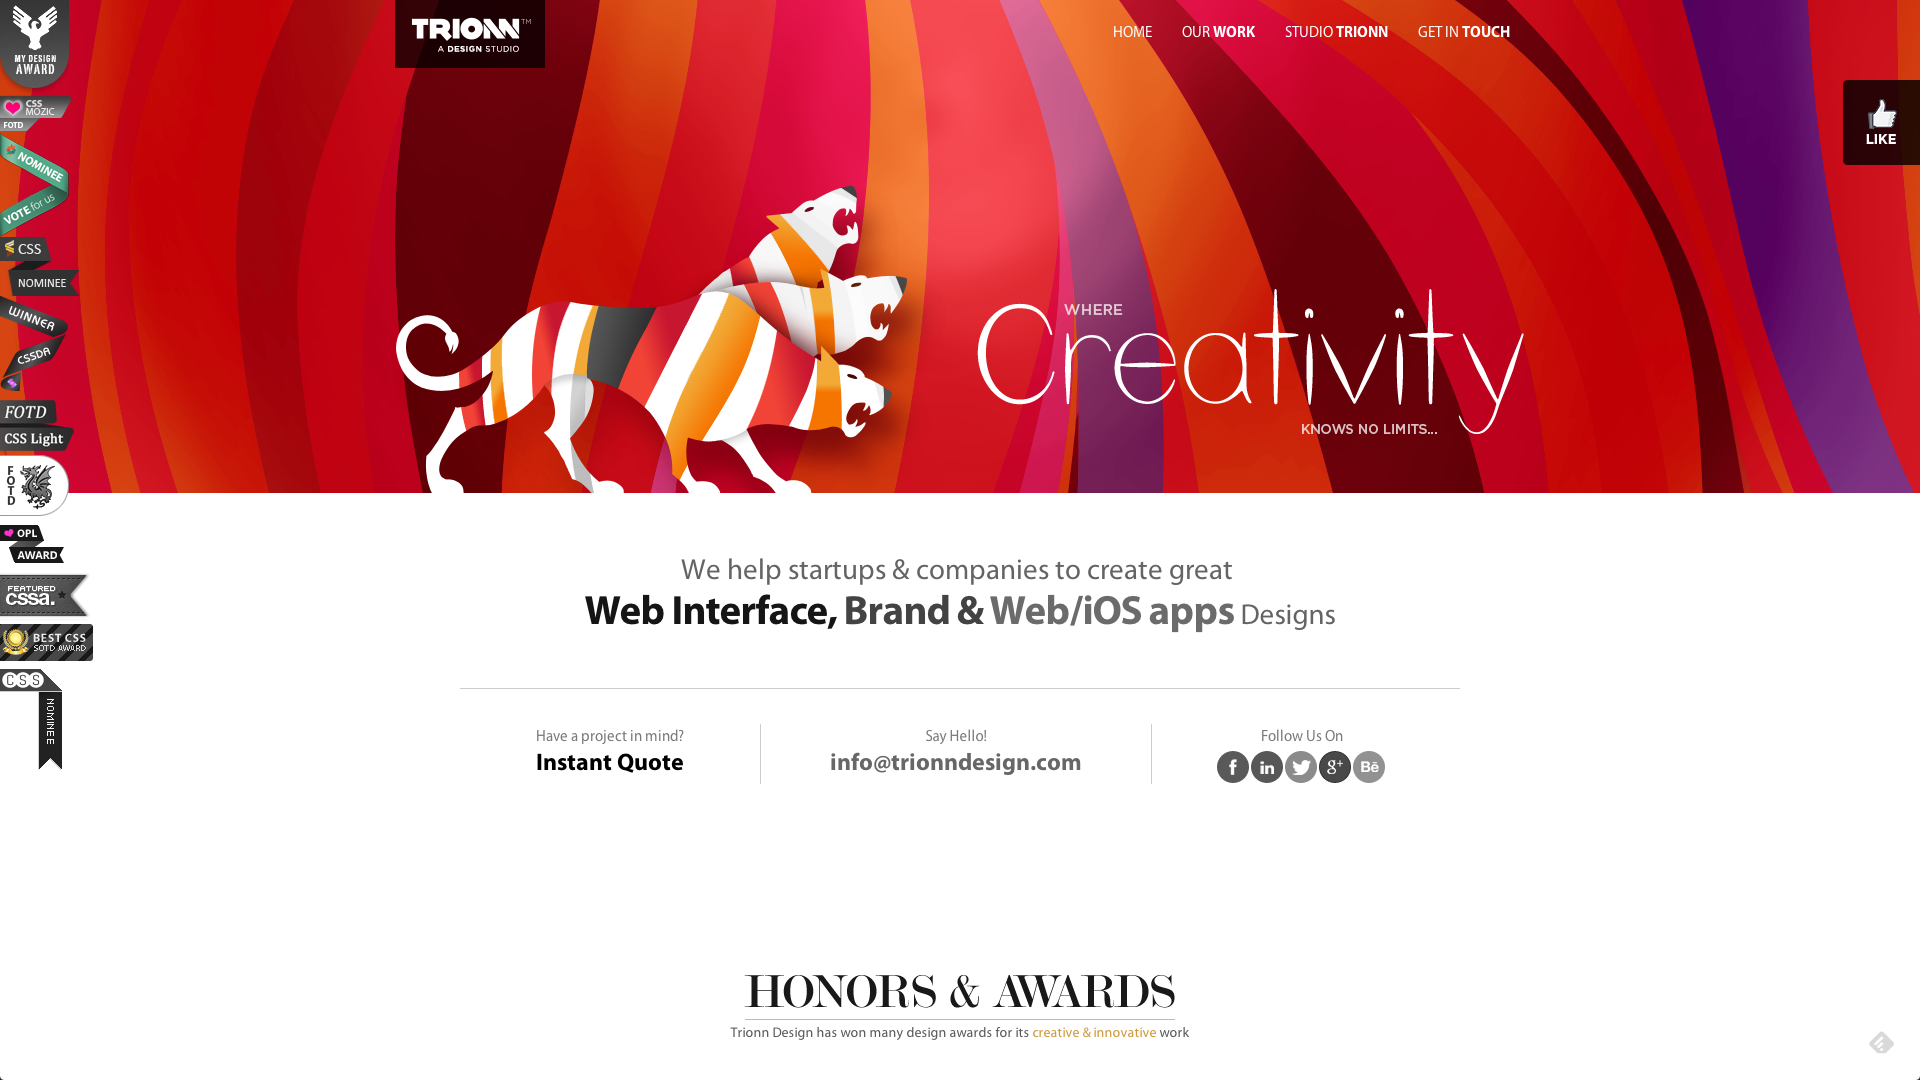 MY DESIGN
AWARD
TRIONN™
A DESIGN STUDIO
HOME
OUR WORK
STUDIO TRIONN
GET IN TOUCH
LIKE
CSS
MOZIC
FOTD
NOMINEE
VOTE for us
CSS
NOMINEE
WINNER
CSSDA
FOTD
CSS Light
FOTD
OPL
AWARD
FEATURED
cssa.
BEST CSS
SOTD AWARD
CSS
NOMINEE
WHERE
Creativity
KNOWS NO LIMITS...
We help startups & companies to create great
Web Interface, Brand & Web/iOS apps Designs
Have a project in mind?
Instant Quote
Say Hello!
info@trionndesign.com
Follow Us On
f in g+ Bē
HONORS & AWARDS
Trionn Design has won many design awards for its creative & innovative work